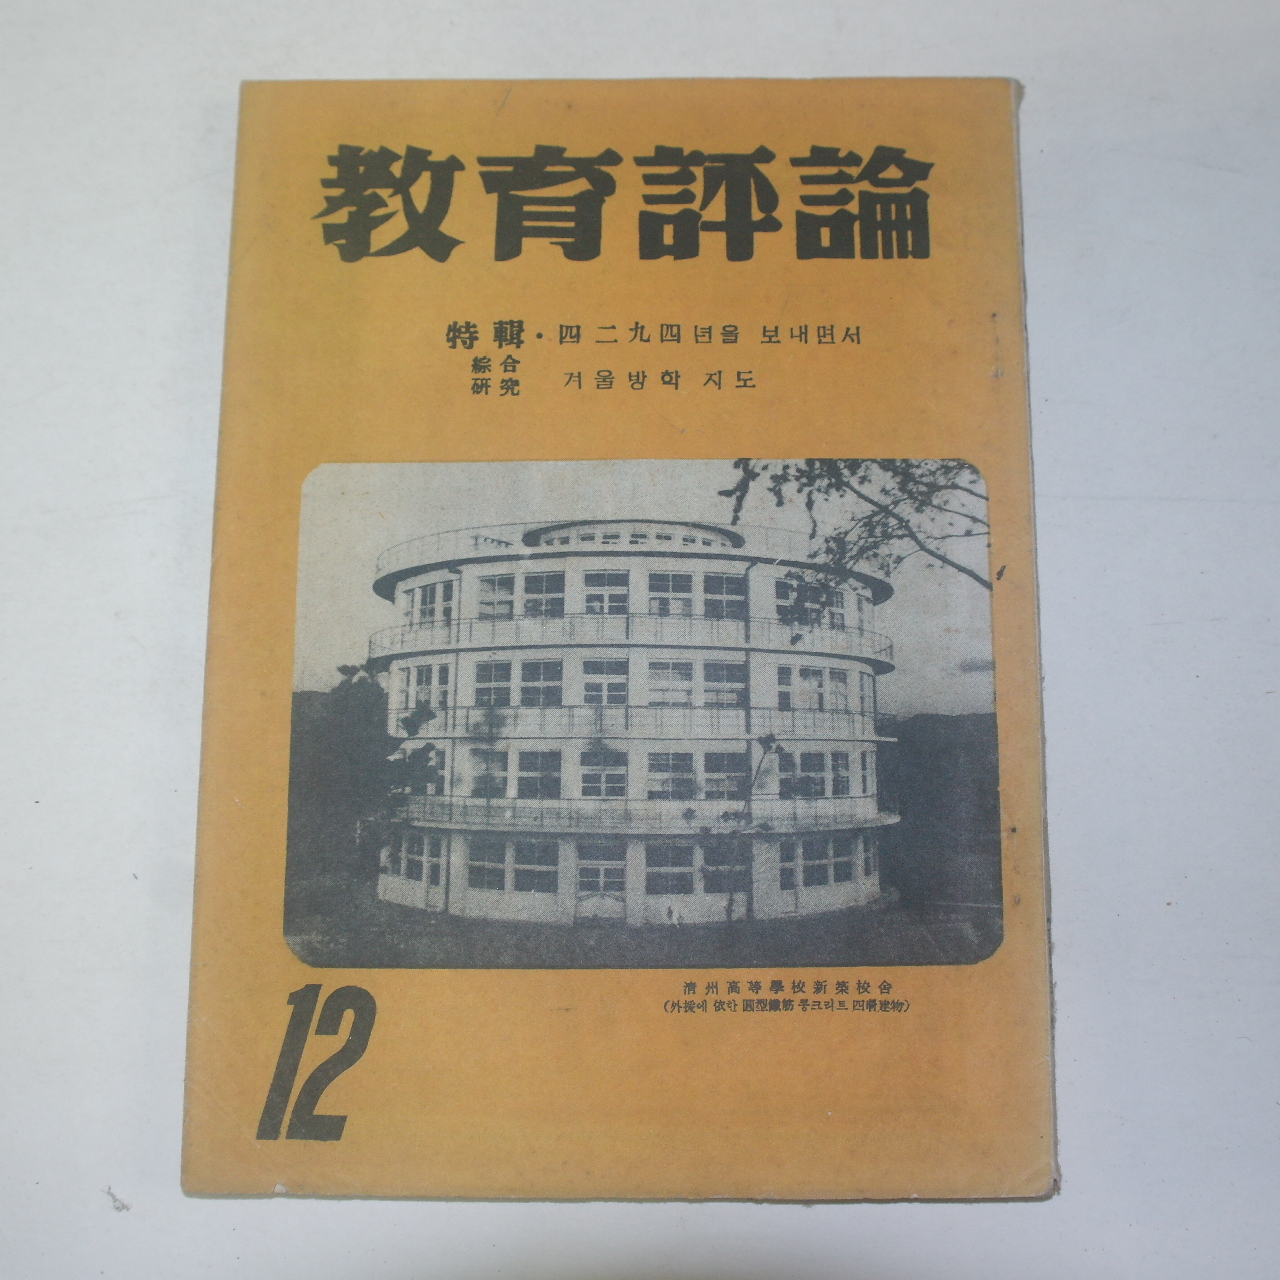 教育評論
特輯·四二九四년을 보내면서
綜合
研究 겨울방학 지도
淸州高等學校新築校舍
(外援에 依한 圓型鐵筋 콩크리트 四層建物)
12